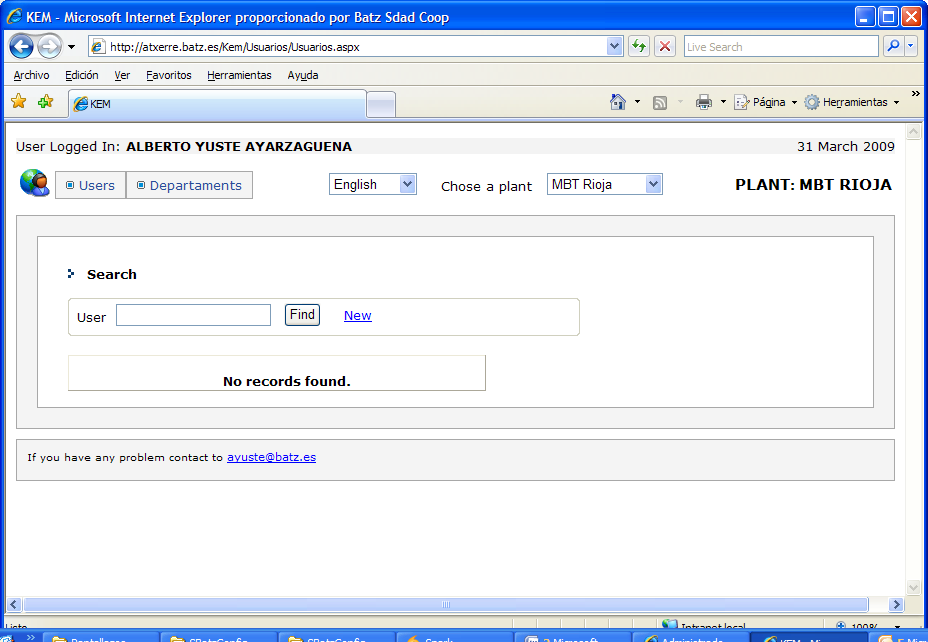 KEM - Microsoft Internet Explorer proporcionado por Batz Sdad Coop
http://atxerre.batz.es/Kem/Usuarios/Usuarios.aspx
Live Search
Archivo Edición Ver Favoritos Herramientas Ayuda
KEM
Página Herramientas »
User Logged In: ALBERTO YUSTE AYARZAGUENA 31 March 2009
Users Departaments English Chose a plant MBT Rioja PLANT: MBT RIOJA
Search
User Find New
No records found.
If you have any problem contact to ayuste@batz.es
Listo Intranet local 100%